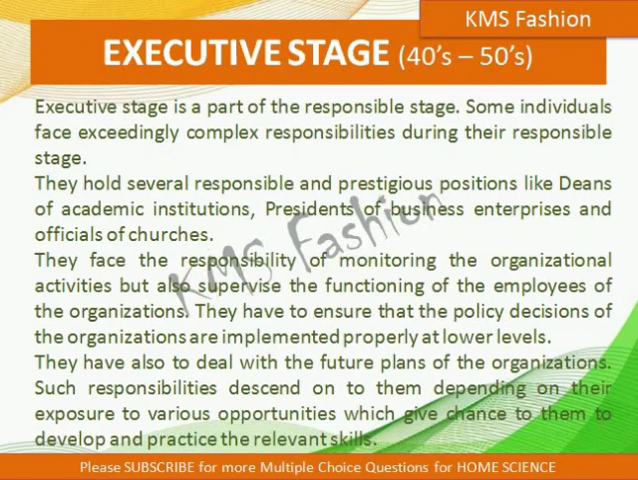 KMS Fashion
EXECUTIVE STAGE (40’s – 50’s)
Executive stage is a part of the responsible stage. Some individuals
face exceedingly complex responsibilities during their responsible
stage.
They hold several responsible and prestigious positions like Deans
of academic institutions, Presidents of business enterprises and
officials of churches.
They face the responsibility of monitoring the organizational
activities but also supervise the functioning of the employees of
the organizations. They have to ensure that the policy decisions of
the organizations are implemented properly at lower levels.
They have also to deal with the future plans of the organizations.
Such responsibilities descend on to them depending on their
exposure to various opportunities which give chance to them to
develop and practice the relevant skills.
KMS Fashion
Please SUBSCRIBE for more Multiple Choice Questions for HOME SCIENCE